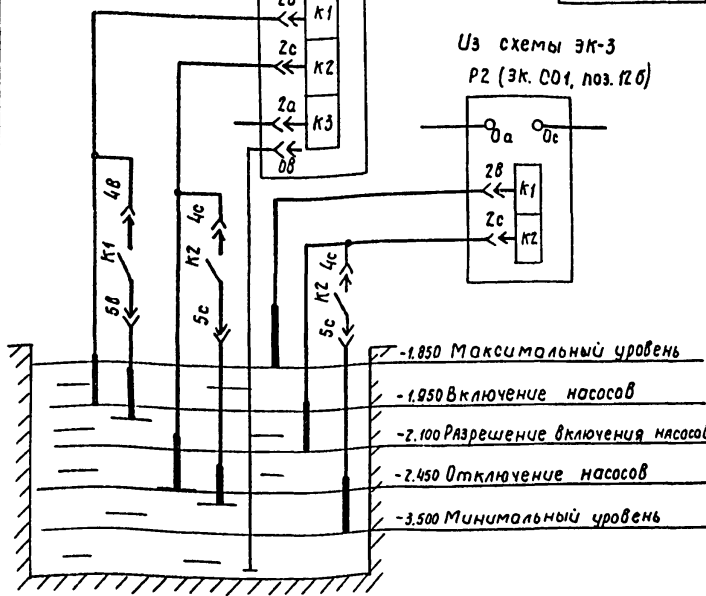 2в К1
2с К2
2а К3
0в
Из схемы ЭК-3
Р2 (ЭК. СО1, поз. 12б)
0а 0с
2в К1
2с К2
4в
К1
5в
4с
К2
5с
4с
К2
5с
-1.850 Максимальный уровень
-1.950 Включение насосов
-2.100 Разрешение включения насосов
-2.450 Отключение насосов
-3.500 Минимальный уровень